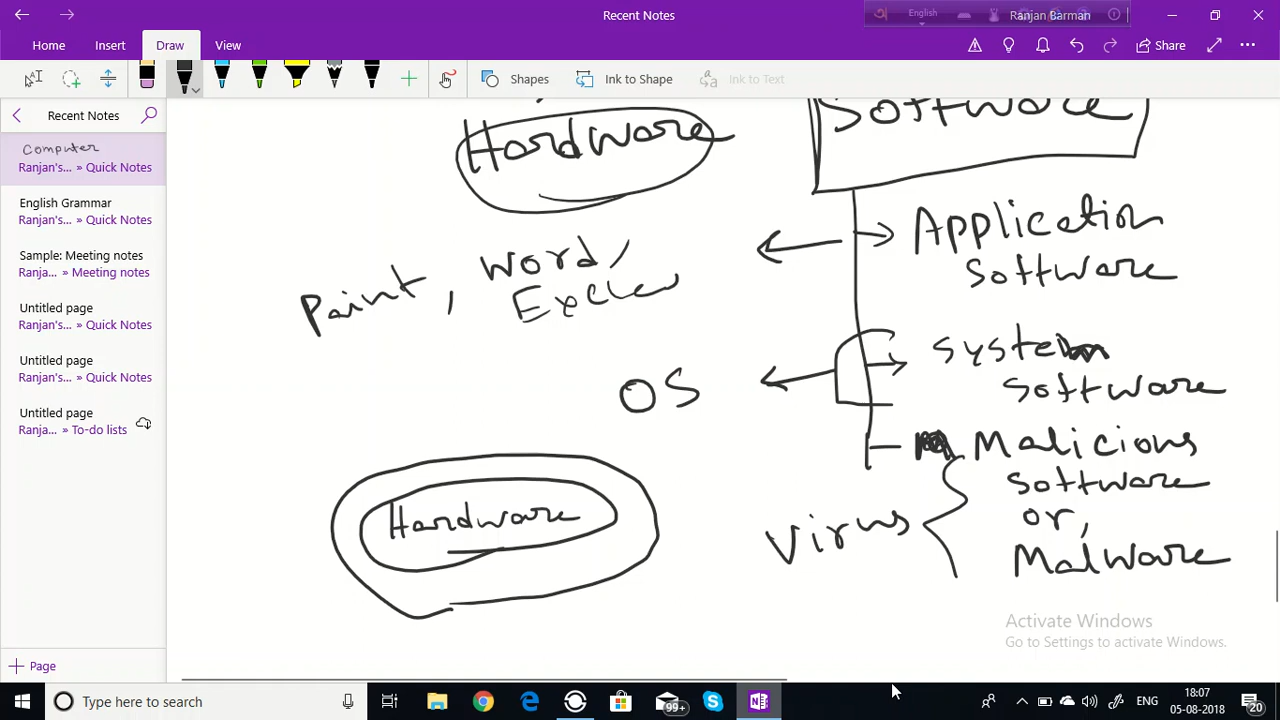 Recent Notes
English
Ranjan Barman
Home
Insert
Draw
View
Share
Shapes
Ink to Shape
Ink to Text
Recent Notes
Computer
Ranjan's... » Quick Notes
English Grammar
Ranjan's... » Quick Notes
Sample: Meeting notes
Ranja... » Meeting notes
Untitled page
Ranjan's... » Quick Notes
Untitled page
Ranjan's... » Quick Notes
Untitled page
Ranja... » To-do lists
Page
Hardware
Software
Application
Software
Paint, Word,
System
Software
OS
Malicious
Software
or,
Malware
Virus
Hardware
Activate Windows
Go to Settings to activate Windows.
Type here to search
99+
ENG
18:07
05-08-2018
20